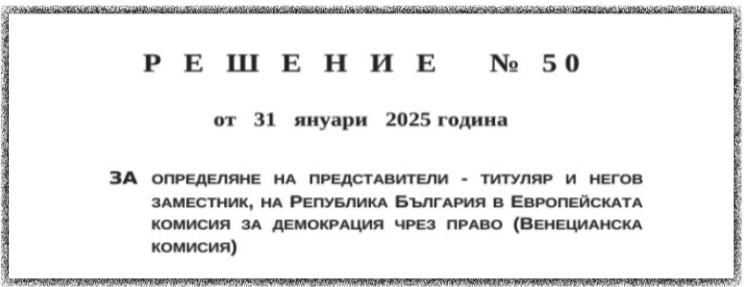 Р Е Ш Е Н И Е № 50
от 31 януари 2025 година
ЗА ОПРЕДЕЛЯНЕ НА ПРЕДСТАВИТЕЛИ - ТИТУЛЯР И НЕГОВ
ЗАМЕСТНИК, НА РЕПУБЛИКА БЪЛГАРИЯ В ЕВРОПЕЙСКАТА
КОМИСИЯ ЗА ДЕМОКРАЦИЯ ЧРЕЗ ПРАВО (ВЕНЕЦИАНСКА
КОМИСИЯ)